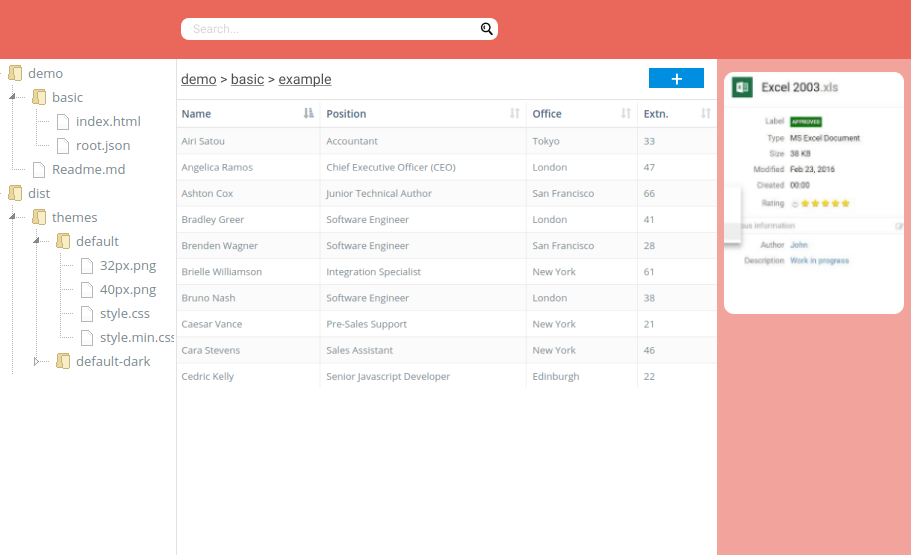 Search...
demo
basic
index.html
root.json
Readme.md
dist
themes
default
32px.png
40px.png
style.css
style.min.css
default-dark
demo > basic > example
+
Name Position Office Extn.
Airi Satou Accountant Tokyo 33
Angelica Ramos Chief Executive Officer (CEO) London 47
Ashton Cox Junior Technical Author San Francisco 66
Bradley Greer Software Engineer London 41
Brenden Wagner Software Engineer San Francisco 28
Brielle Williamson Integration Specialist New York 61
Bruno Nash Software Engineer London 38
Caesar Vance Pre-Sales Support New York 21
Cara Stevens Sales Assistant New York 46
Cedric Kelly Senior Javascript Developer Edinburgh 22
Excel 2003.xls
Label APPROVED
Type MS Excel Document
Size 38 KB
Modified Feb 23, 2016
Created 00:00
Rating
information
Author John
Description Work in progress